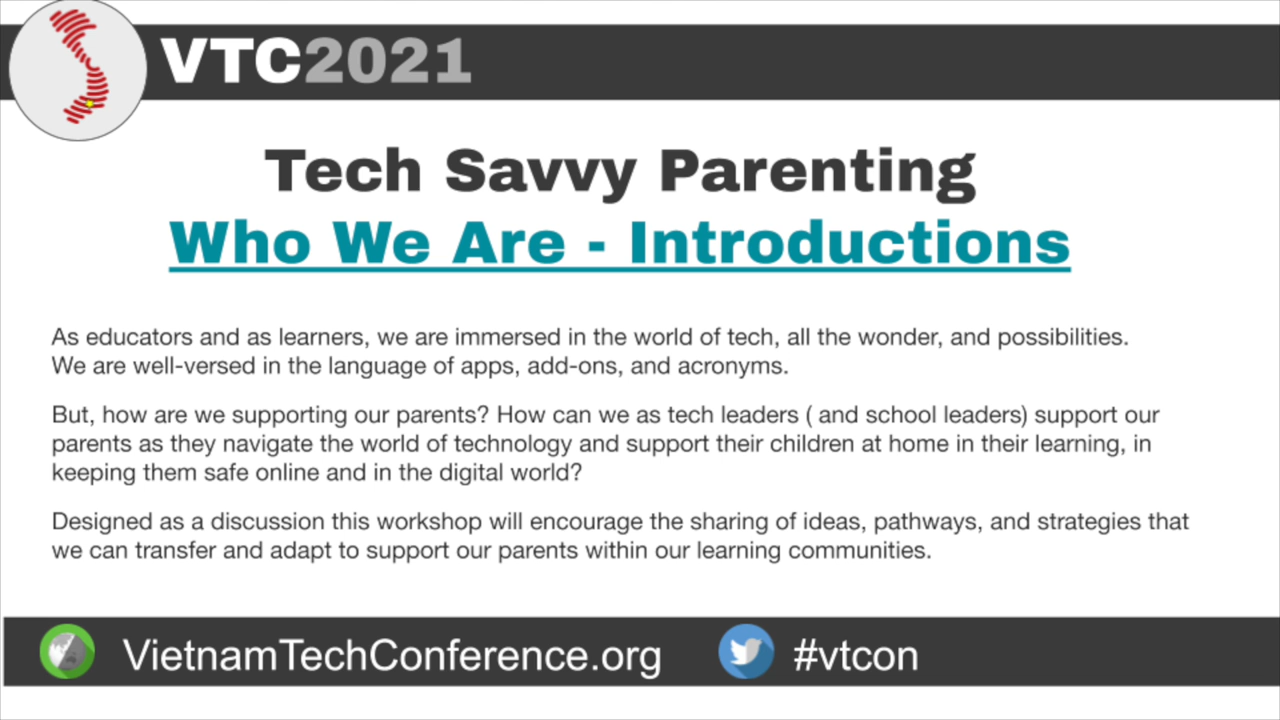 VTC2021
Tech Savvy Parenting
Who We Are - Introductions
As educators and as learners, we are immersed in the world of tech, all the wonder, and possibilities.
We are well-versed in the language of apps, add-ons, and acronyms.
But, how are we supporting our parents? How can we as tech leaders ( and school leaders) support our
parents as they navigate the world of technology and support their children at home in their learning, in
keeping them safe online and in the digital world?
Designed as a discussion this workshop will encourage the sharing of ideas, pathways, and strategies that
we can transfer and adapt to support our parents within our learning communities.
VietnamTechConference.org
#vtcon